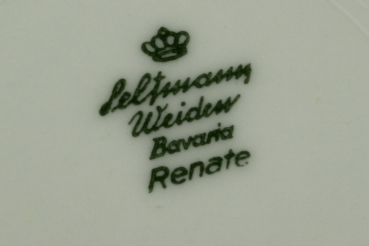 Seltmann
Weiden
Bavaria
Renate